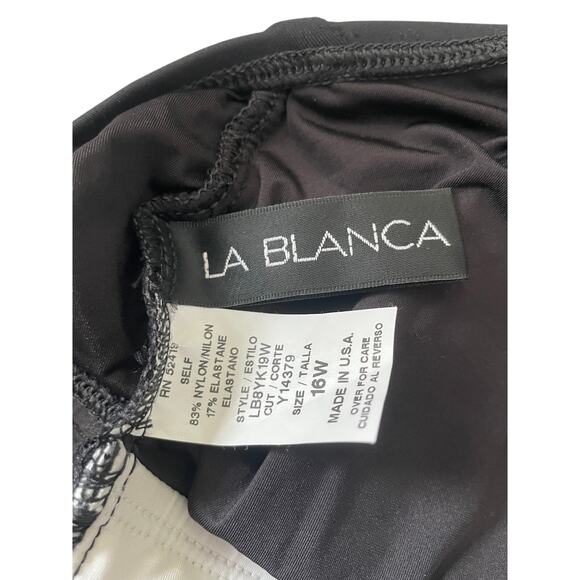 LA BLANCA
RN 52419
SELF
83% NYLON/NILON
17% ELASTANE
ELASTANO
STYLE / ESTILO
LB8YK19W
CUT / CORTE
Y14379
SIZE / TALLA
16W
MADE IN U.S.A.
OVER FOR CARE
CUIDADO AL REVERSO